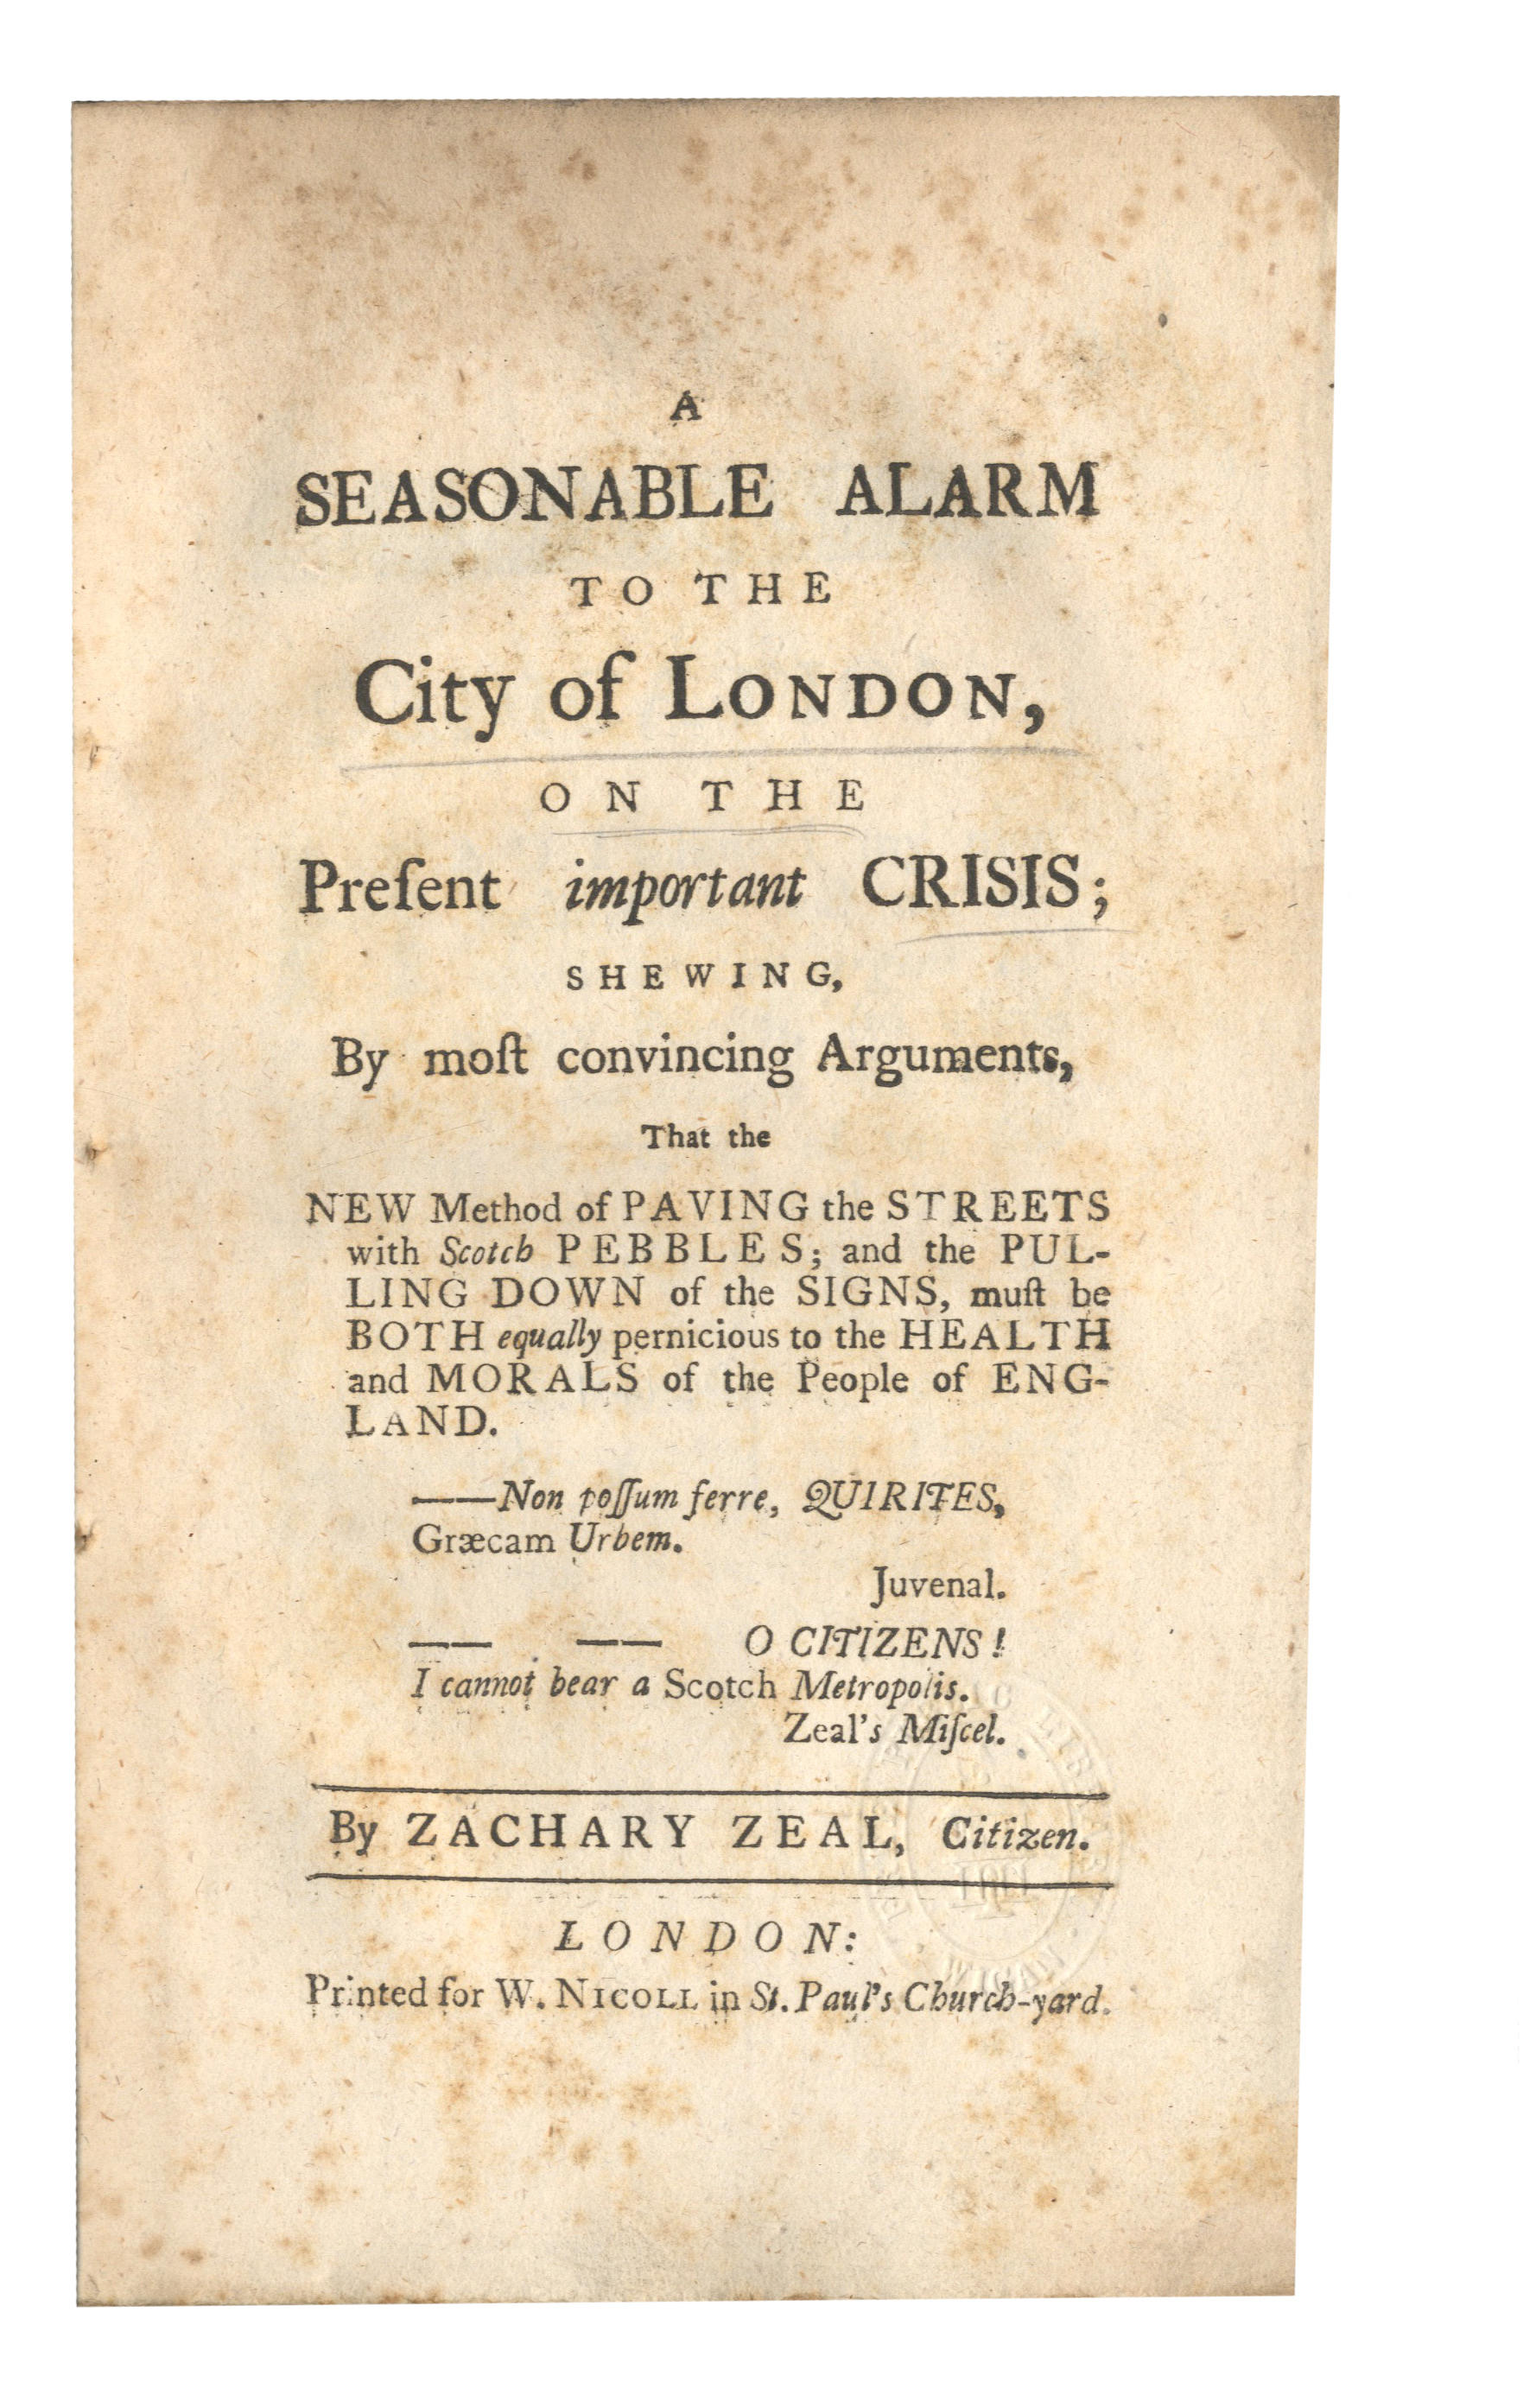 A
SEASONABLE ALARM
TO THE
City of LONDON,
ON THE
Preſent important CRISIS;
SHEWING,
By moſt convincing Arguments,
That the
NEW Method of PAVING the STREETS
with Scotch PEBBLES; and the PUL-
LING DOWN of the SIGNS, muſt be
BOTH equally pernicious to the HEALTH
and MORALS of the People of ENG-
LAND.
——Non poſſum ferre, QUIRITES,
Græcam Urbem.
Juvenal.
—— —— O CITIZENS!
I cannot bear a Scotch Metropolis.
Zeal's Miſcel.
By ZACHARY ZEAL, Citizen.
LONDON:
Printed for W. NICOLL in St. Paul's Church-yard.